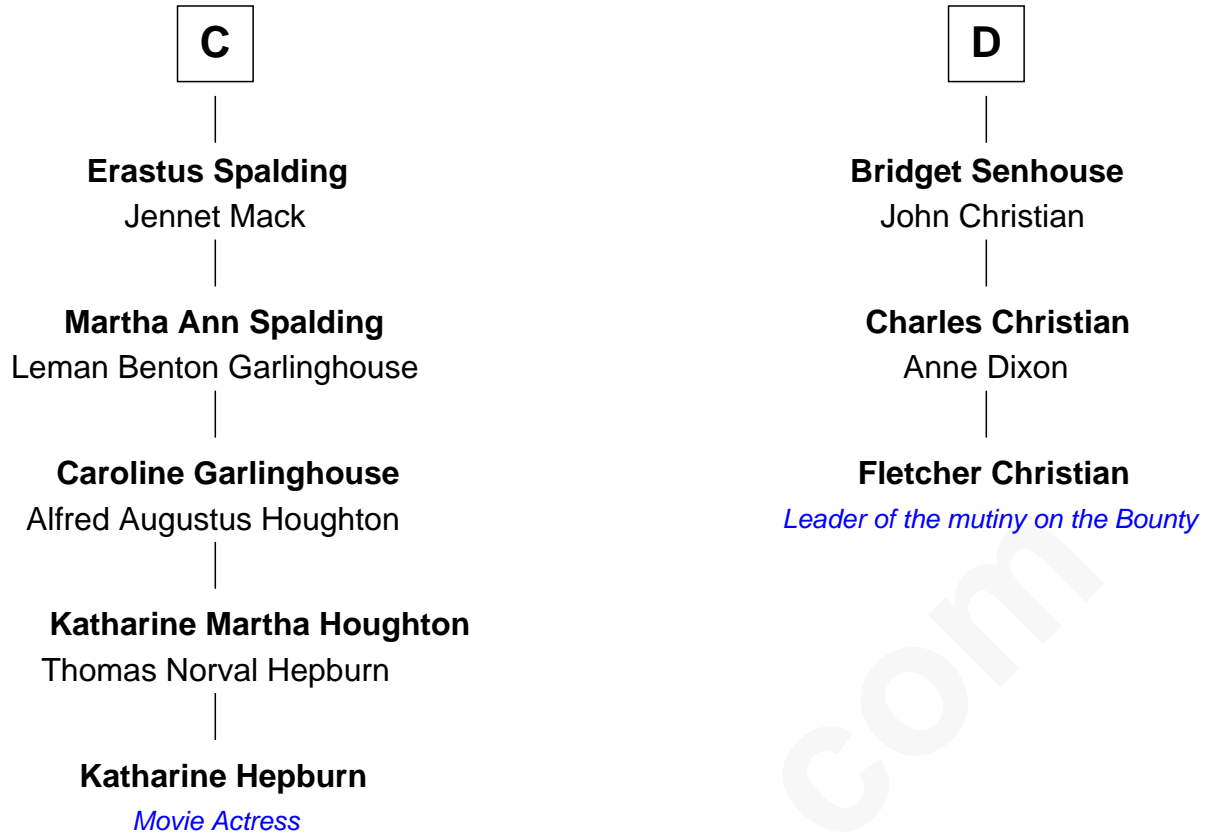 C
Erastus Spalding
Jennet Mack
Martha Ann Spalding
Leman Benton Garlinghouse
Caroline Garlinghouse
Alfred Augustus Houghton
Katharine Martha Houghton
Thomas Norval Hepburn
Katharine Hepburn
Movie Actress
D
Bridget Senhouse
John Christian
Charles Christian
Anne Dixon
Fletcher Christian
Leader of the mutiny on the Bounty
com